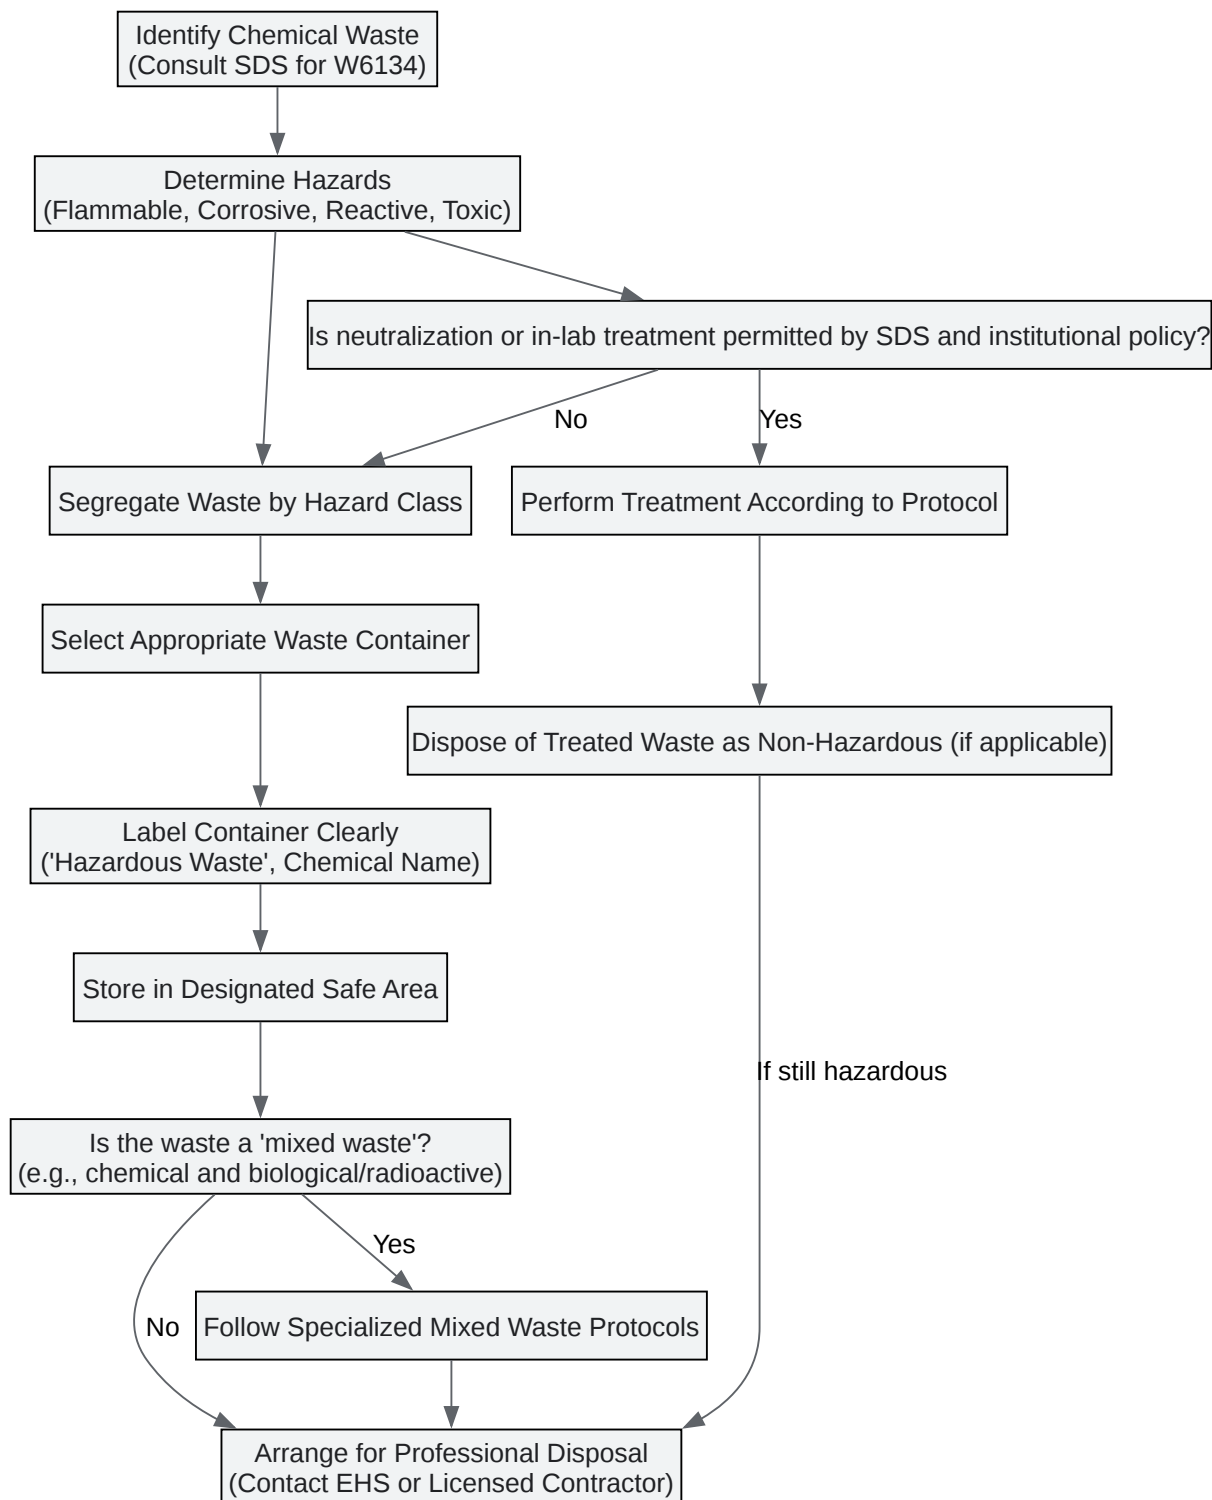 Identify Chemical Waste
(Consult SDS for W6134)
Determine Hazards
(Flammable, Corrosive, Reactive, Toxic)
Is neutralization or in-lab treatment permitted by SDS and institutional policy?
No
Yes
Segregate Waste by Hazard Class
Perform Treatment According to Protocol
Select Appropriate Waste Container
Dispose of Treated Waste as Non-Hazardous (if applicable)
Label Container Clearly
('Hazardous Waste', Chemical Name)
Store in Designated Safe Area
If still hazardous
Is the waste a 'mixed waste'?
(e.g., chemical and biological/radioactive)
Yes
No
Follow Specialized Mixed Waste Protocols
Arrange for Professional Disposal
(Contact EHS or Licensed Contractor)